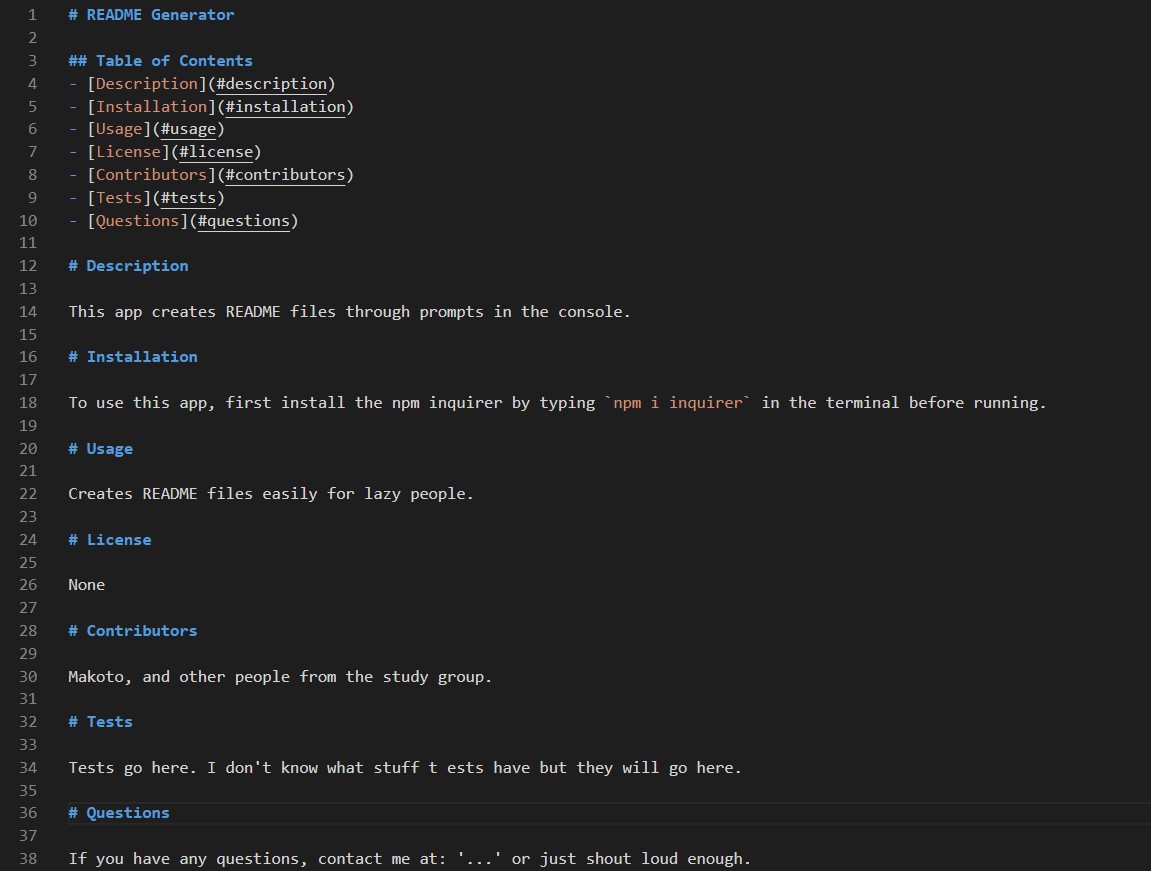 1 # README Generator
2
3 ## Table of Contents
4 - [Description](#description)
5 - [Installation](#installation)
6 - [Usage](#usage)
7 - [License](#license)
8 - [Contributors](#contributors)
9 - [Tests](#tests)
10 - [Questions](#questions)
11
12 # Description
13
14 This app creates README files through prompts in the console.
15
16 # Installation
17
18 To use this app, first install the npm inquirer by typing `npm i inquirer` in the terminal before running.
19
20 # Usage
21
22 Creates README files easily for lazy people.
23
24 # License
25
26 None
27
28 # Contributors
29
30 Makoto, and other people from the study group.
31
32 # Tests
33
34 Tests go here. I don't know what stuff t ests have but they will go here.
35
36 # Questions
37
38 If you have any questions, contact me at: '...' or just shout loud enough.